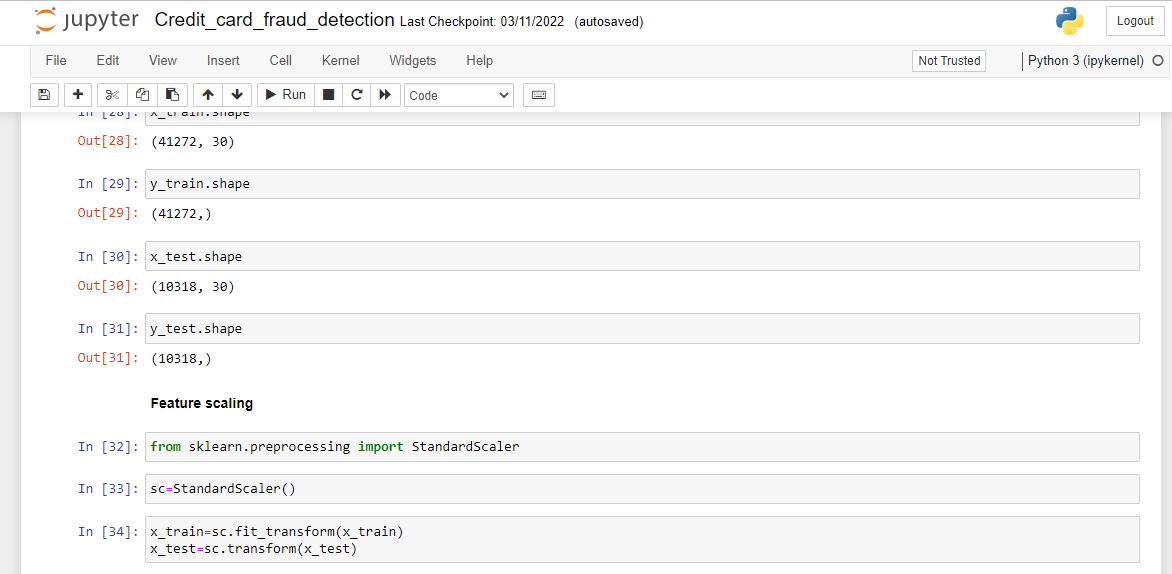 jupyter Credit_card_fraud_detection Last Checkpoint: 03/11/2022 (autosaved)
Logout
File Edit View Insert Cell Kernel Widgets Help
Not Trusted
Python 3 (ipykernel)
Run
Code
In [28]: x_train.shape
Out[28]: (41272, 30)
In [29]: y_train.shape
Out[29]: (41272,)
In [30]: x_test.shape
Out[30]: (10318, 30)
In [31]: y_test.shape
Out[31]: (10318,)
Feature scaling
In [32]: from sklearn.preprocessing import StandardScaler
In [33]: sc=StandardScaler()
In [34]: x_train=sc.fit_transform(x_train)
x_test=sc.transform(x_test)